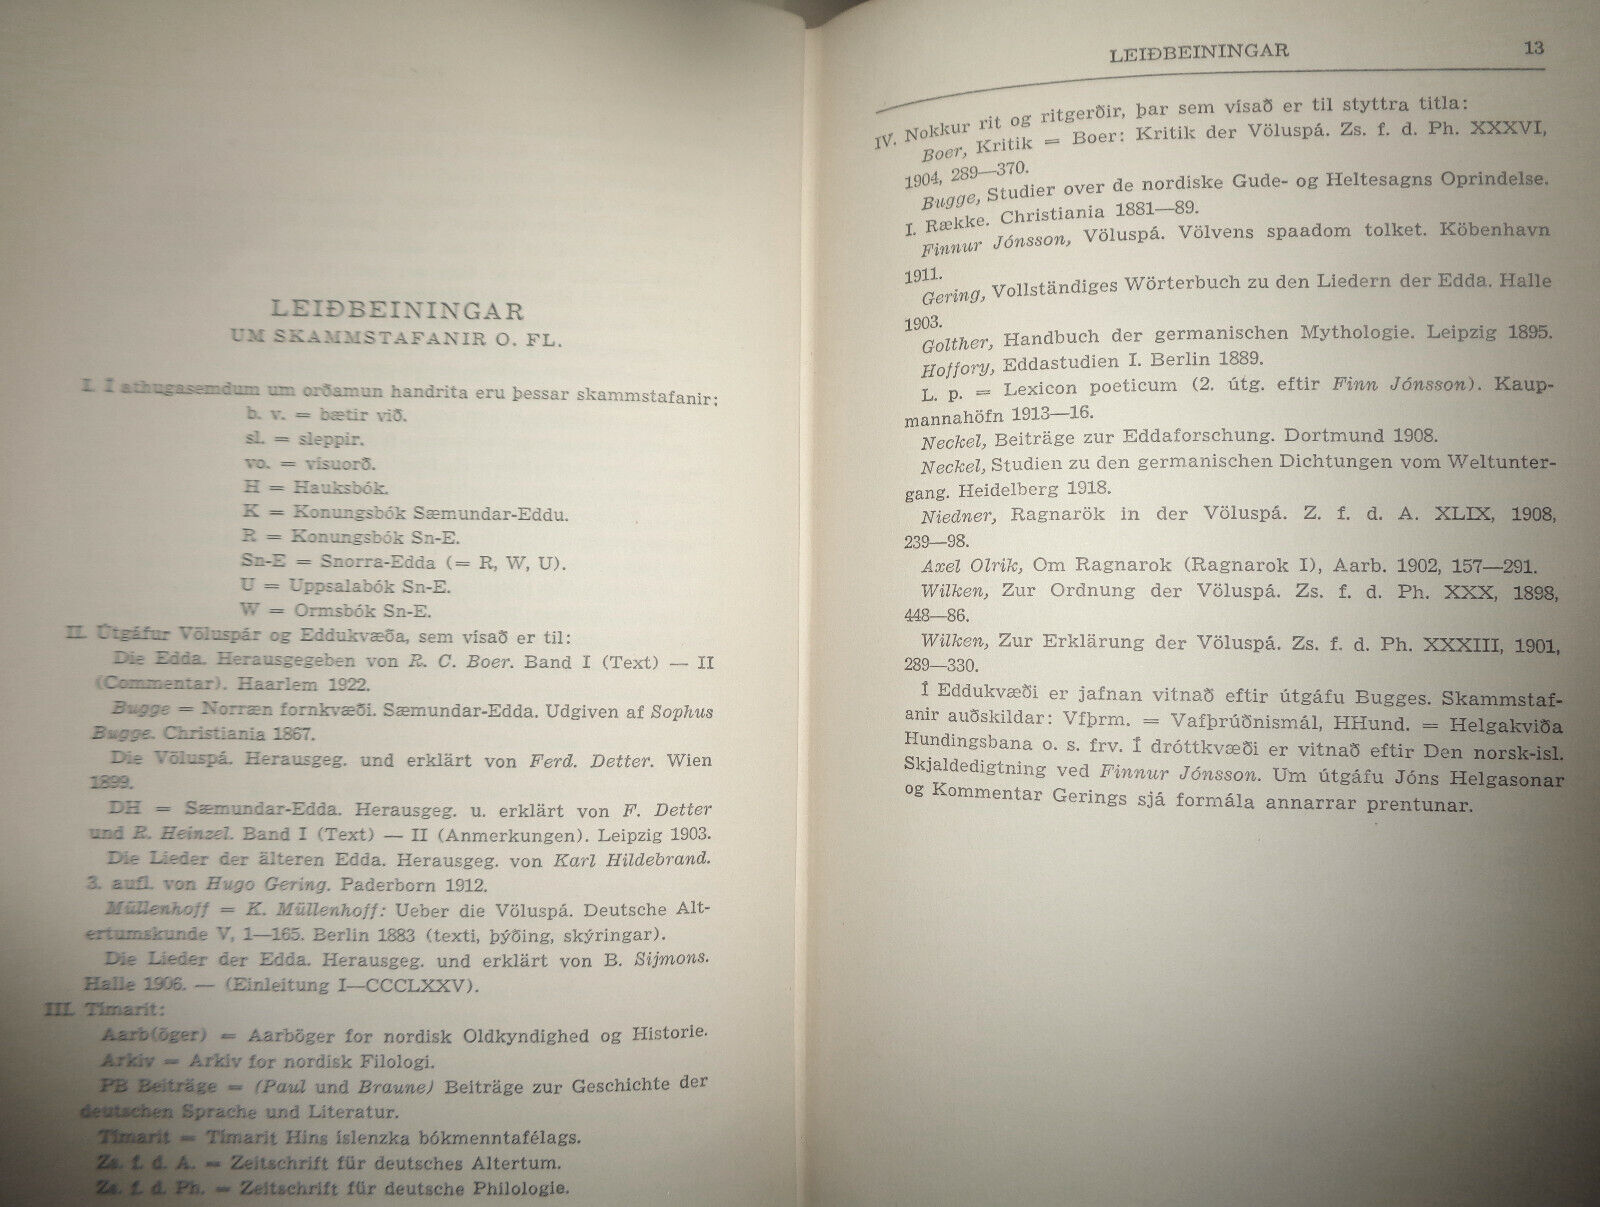 LEIÐBEININGAR
UM SKAMMSTAFANIR O. FL.
I. Í athugasemdum um orðamun handrita eru þessar skammstafanir:
b. v. = bætir við.
sl. = sleppir.
vo. = vísuorð.
H = Hauksbók.
K = Konungsbók Sæmundar-Eddu.
R = Konungsbók Sn-E.
Sn-E = Snorra-Edda (= R, W, U).
U = Uppsalabók Sn-E.
W = Ormsbók Sn-E.
II. Útgáfur Völuspár og Eddukvæða, sem vísað er til:
Die Edda. Herausgegeben von R. C. Boer. Band I (Text) — II
(Commentar). Haarlem 1922.
Bugge = Norræn fornkvæði. Sæmundar-Edda. Udgiven af Sophus
Bugge. Christiania 1867.
Die Völuspá. Herausgeg. und erklärt von Ferd. Detter. Wien
1899.
DH = Sæmundar-Edda. Herausgeg. u. erklärt von F. Detter
und R. Heinzel. Band I (Text) — II (Anmerkungen). Leipzig 1903.
Die Lieder der älteren Edda. Herausgeg. von Karl Hildebrand.
3. aufl. von Hugo Gering. Paderborn 1912.
Müllenhoff = K. Müllenhoff: Ueber die Völuspá. Deutsche Alt-
ertumskunde V, 1—165. Berlin 1883 (texti, þýðing, skýringar).
Die Lieder der Edda. Herausgeg. und erklärt von B. Sijmons.
Halle 1906. — (Einleitung I—CCCLXXV).
III. Tímarit:
Aarb(öger) = Aarböger for nordisk Oldkyndighed og Historie.
Arkiv = Arkiv for nordisk Filologi.
PB Beiträge = (Paul und Braune) Beiträge zur Geschichte der
deutschen Sprache und Literatur.
Tímarit = Tímarit Hins íslenzka bókmenntafélags.
Zs. f. d. A. = Zeitschrift für deutsches Altertum.
Zs. f. d. Ph. = Zeitschrift für deutsche Philologie.
LEIÐBEININGAR 13
IV. Nokkur rit og ritgerðir, þar sem vísað er til styttra titla:
Boer, Kritik = Boer: Kritik der Völuspá. Zs. f. d. Ph. XXXVI,
1904, 289—370.
Bugge, Studier over de nordiske Gude- og Heltesagns Oprindelse.
I. Række. Christiania 1881—89.
Finnur Jónsson, Völuspá. Völvens spaadom tolket. Köbenhavn
1911.
Gering, Vollständiges Wörterbuch zu den Liedern der Edda. Halle
1903.
Golther, Handbuch der germanischen Mythologie. Leipzig 1895.
Hoffory, Eddastudien I. Berlin 1889.
L. p. = Lexicon poeticum (2. útg. eftir Finn Jónsson). Kaup-
mannahöfn 1913—16.
Neckel, Beiträge zur Eddaforschung. Dortmund 1908.
Neckel, Studien zu den germanischen Dichtungen vom Weltunter-
gang. Heidelberg 1918.
Niedner, Ragnarök in der Völuspá. Z. f. d. A. XLIX, 1908,
239—98.
Axel Olrik, Om Ragnarok (Ragnarok I), Aarb. 1902, 157—291.
Wilken, Zur Ordnung der Völuspá. Zs. f. d. Ph. XXX, 1898,
448—86.
Wilken, Zur Erklärung der Völuspá. Zs. f. d. Ph. XXXIII, 1901,
289—330.
Í Eddukvæði er jafnan vitnað eftir útgáfu Bugges. Skammstaf-
anir auðskildar: Vfþrm. = Vafþrúðnismál, HHund. = Helgakviða
Hundingsbana o. s. frv. Í dróttkvæði er vitnað eftir Den norsk-isl.
Skjaldedigtning ved Finnur Jónsson. Um útgáfu Jóns Helgasonar
og Kommentar Gerings sjá formála annarrar prentunar.